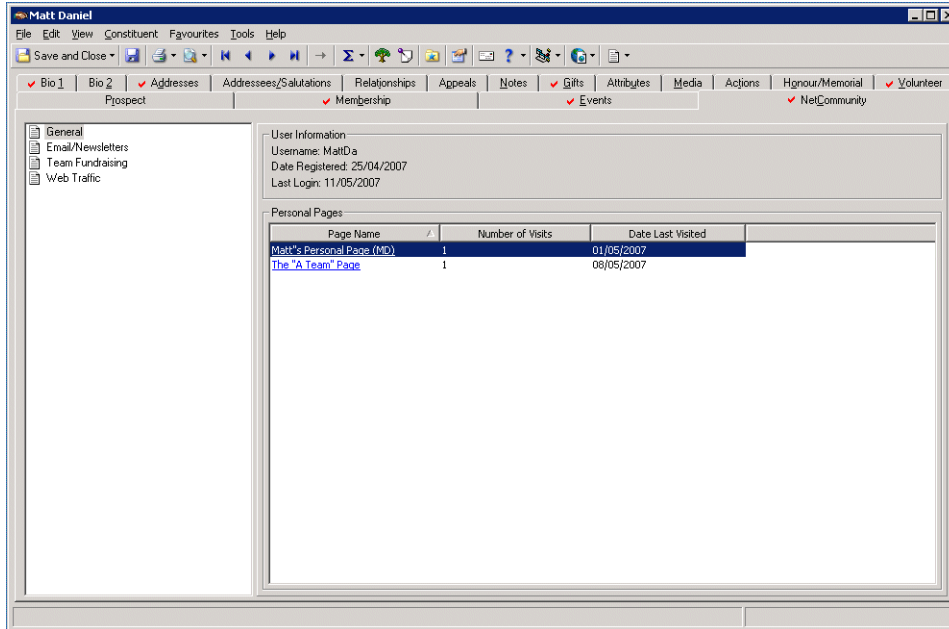 Matt Daniel
File Edit View Constituent Favourites Tools Help
Save and Close
Bio 1 Bio 2 Addresses Addressees/Salutations Relationships Appeals Notes Gifts Attributes Media Actions Honour/Memorial Volunteer
Prospect Membership Events NetCommunity
General
Email/Newsletters
Team Fundraising
Web Traffic
User Information
Username: MattDa
Date Registered: 25/04/2007
Last Login: 11/05/2007
Personal Pages
Page Name Number of Visits Date Last Visited
Matt"s Personal Page (MD) 1 01/05/2007
The "A Team" Page 1 08/05/2007